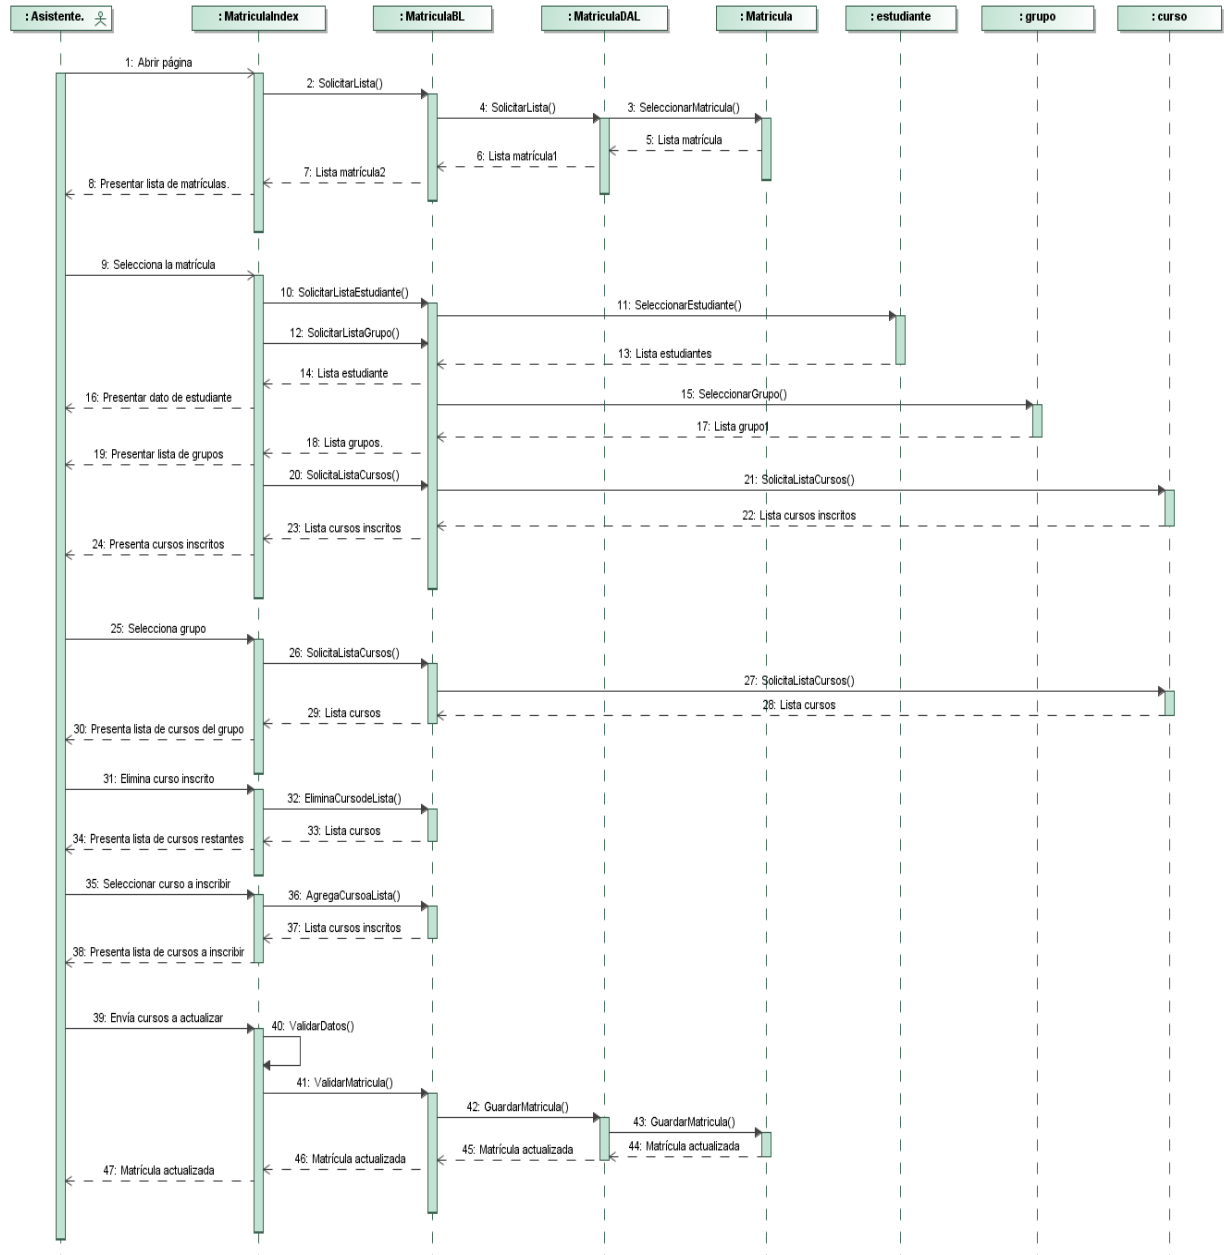 : Asistente.
: MatriculaIndex
: MatriculaBL
: MatriculaDAL
: Matricula
: estudiante
: grupo
: curso
1: Abrir página
2: SolicitarLista()
4: SolicitarLista()
3: SeleccionarMatricula()
5: Lista matrícula
6: Lista matrícula1
7: Lista matrícula2
8: Presentar lista de matrículas.
9: Selecciona la matrícula
10: SolicitarListaEstudiante()
11: SeleccionarEstudiante()
12: SolicitarListaGrupo()
13: Lista estudiantes
14: Lista estudiante
15: SeleccionarGrupo()
16: Presentar dato de estudiante
17: Lista grupo1
18: Lista grupos.
19: Presentar lista de grupos
20: SolicitaListaCursos()
21: SolicitaListaCursos()
22: Lista cursos inscritos
23: Lista cursos inscritos
24: Presenta cursos inscritos
25: Selecciona grupo
26: SolicitaListaCursos()
27: SolicitaListaCursos()
28: Lista cursos
29: Lista cursos
30: Presenta lista de cursos del grupo
31: Elimina curso inscrito
32: EliminaCursodeLista()
33: Lista cursos
34: Presenta lista de cursos restantes
35: Seleccionar curso a inscribir
36: AgregaCursoaLista()
37: Lista cursos inscritos
38: Presenta lista de cursos a inscribir
39: Envía cursos a actualizar
40: ValidarDatos()
41: ValidarMatricula()
42: GuardarMatricula()
43: GuardarMatricula()
44: Matrícula actualizada
45: Matrícula actualizada
46: Matrícula actualizada
47: Matrícula actualizada